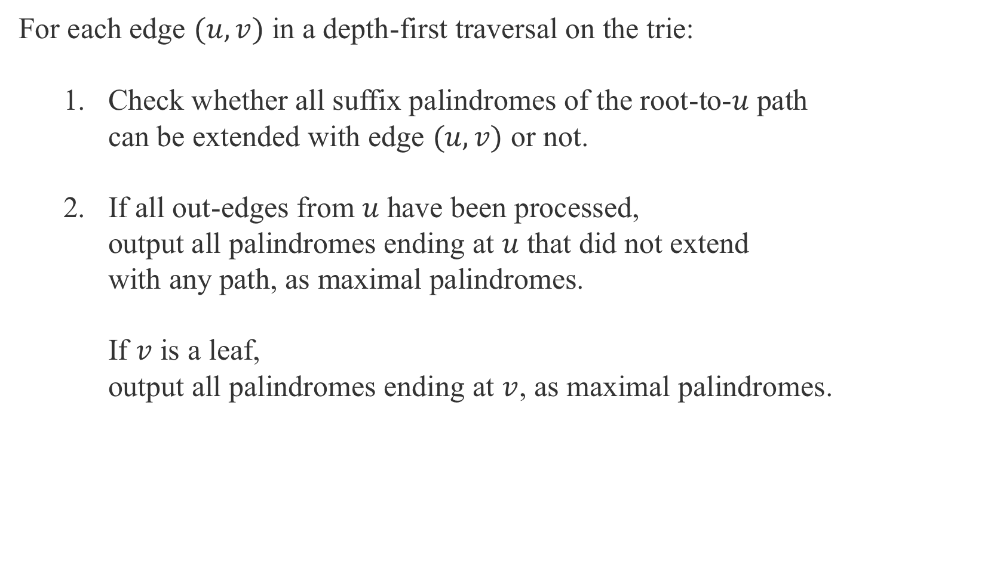 For each edge (𝑢, 𝑣) in a depth-first traversal on the trie:
1. Check whether all suffix palindromes of the root-to-𝑢 path
can be extended with edge (𝑢, 𝑣) or not.
2. If all out-edges from 𝑢 have been processed,
output all palindromes ending at 𝑢 that did not extend
with any path, as maximal palindromes.
If 𝑣 is a leaf,
output all palindromes ending at 𝑣, as maximal palindromes.